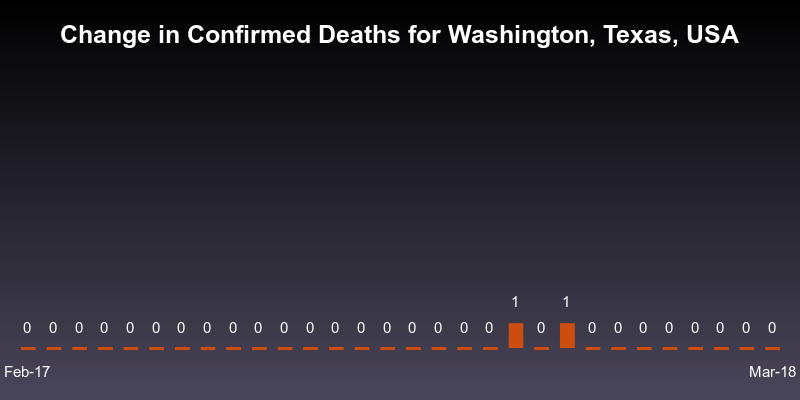 Change in Confirmed Deaths for Washington, Texas, USA
1 1
0 0 0 0 0 0 0 0 0 0 0 0 0 0 0 0 0 0 0 0 0 0 0 0 0 0 0 0
Feb-17 Mar-18